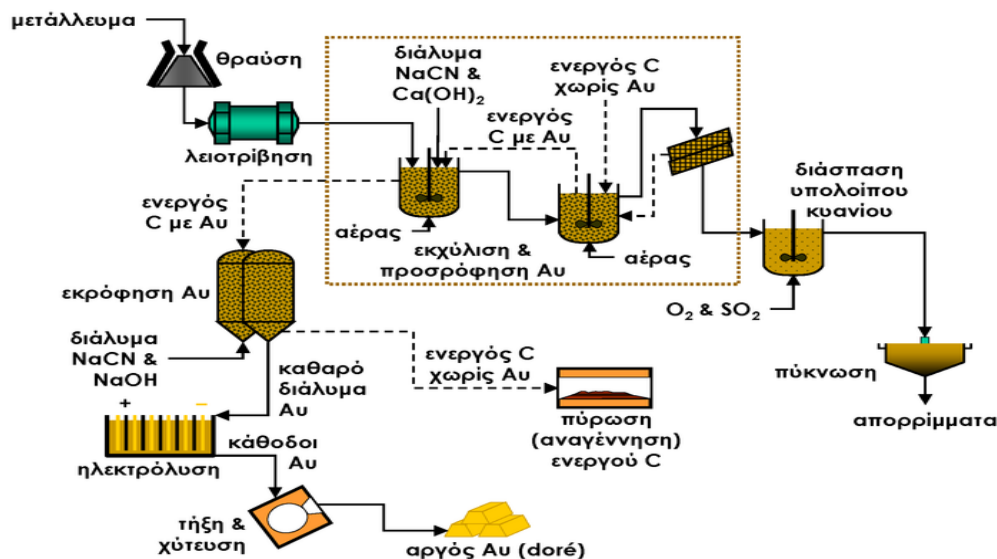 μετάλλευμα
θραύση
λειοτρίβηση
διάλυμα
NaCN &
Ca(OH)₂
ενεργός C
χωρίς Au
ενεργός
C με Au
αέρας
εκχύλιση &
προσρόφηση Au
αέρας
διάσπαση
υπολοίπου
κυανίου
O₂ & SO₂
πύκνωση
απορρίμματα
ενεργός
C με Au
εκρόφηση Au
διάλυμα
NaCN &
NaOH
καθαρό
διάλυμα
Au
ενεργός C
χωρίς Au
πύρωση
(αναγέννηση)
ενεργού C
+ −
ηλεκτρόλυση
κάθοδοι
Au
τήξη &
χύτευση
αργός Au (doré)